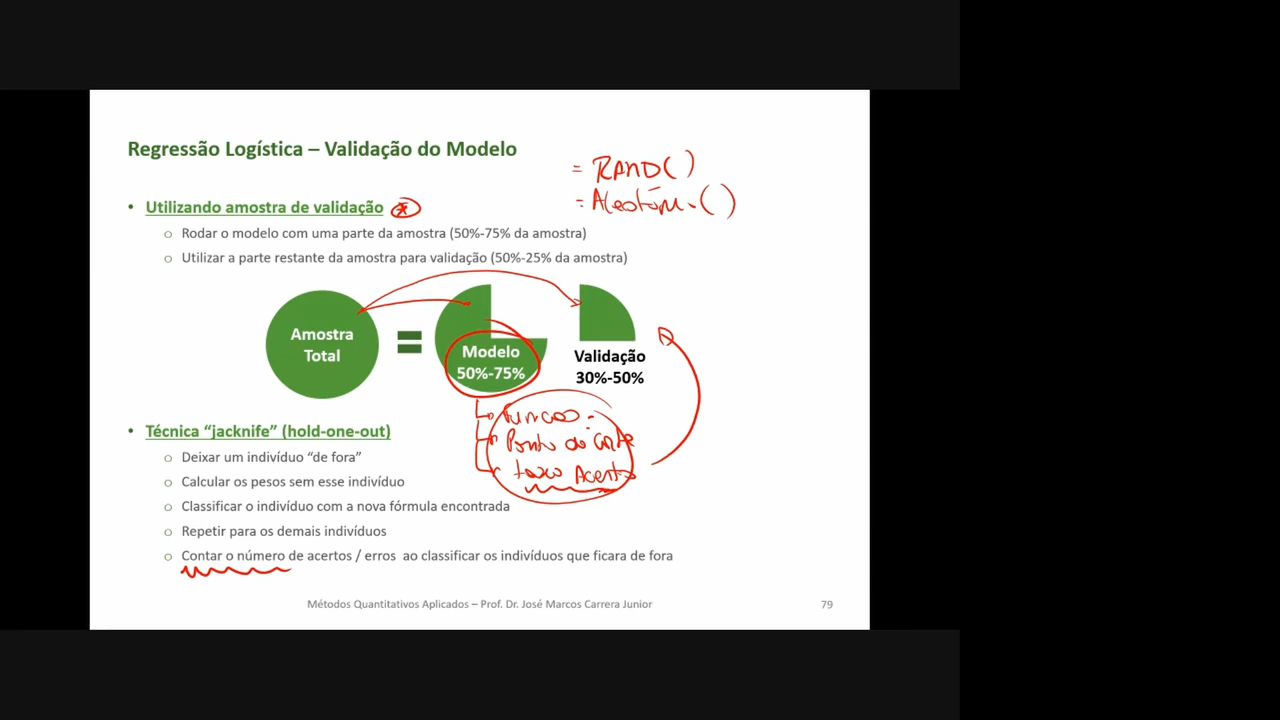 Regressão Logística – Validação do Modelo
= RAND( )
= Aleatório.( )
• Utilizando amostra de validação *
o Rodar o modelo com uma parte da amostra (50%-75% da amostra)
o Utilizar a parte restante da amostra para validação (50%-25% da amostra)
Amostra
Total
=
Modelo
50%-75%
Validação
30%-50%
Função
Ponto de Corte
taxa Acerto
• Técnica “jacknife” (hold-one-out)
o Deixar um indivíduo “de fora”
o Calcular os pesos sem esse indivíduo
o Classificar o indivíduo com a nova fórmula encontrada
o Repetir para os demais indivíduos
o Contar o número de acertos / erros ao classificar os indivíduos que ficara de fora
Métodos Quantitativos Aplicados – Prof. Dr. José Marcos Carrera Junior
79